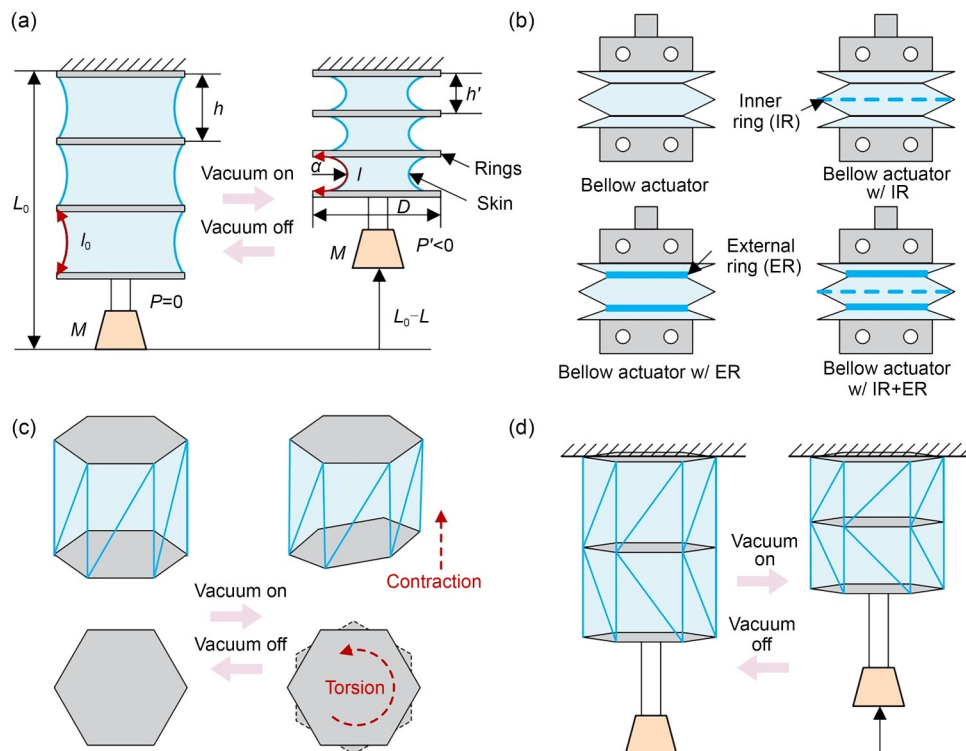 (a)
h
h′
L₀
Vacuum on
Vacuum off
α
l
Rings
Skin
D
l₀
P=0
M
M
P′<0
L₀–L
(b)
Inner
ring (IR)
Bellow actuator
Bellow actuator
w/ IR
External
ring (ER)
Bellow actuator w/ ER
Bellow actuator
w/ IR+ER
(c)
Contraction
Vacuum on
Vacuum off
Torsion
(d)
Vacuum
on
Vacuum
off